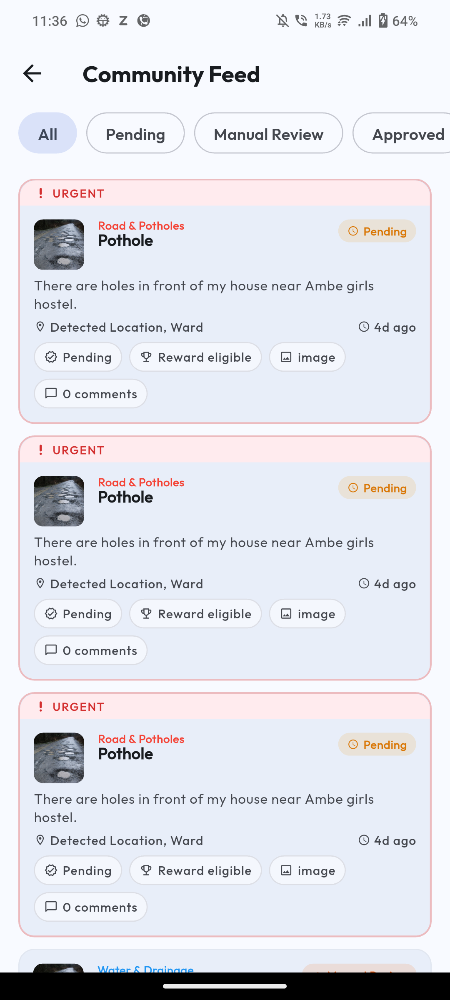 11:36
1.73
KB/s
64%
Community Feed
All
Pending
Manual Review
Approved
URGENT
Road & Potholes
Pothole
Pending
There are holes in front of my house near Ambe girls
hostel.
Detected Location, Ward
4d ago
Pending
Reward eligible
image
0 comments
URGENT
Road & Potholes
Pothole
Pending
There are holes in front of my house near Ambe girls
hostel.
Detected Location, Ward
4d ago
Pending
Reward eligible
image
0 comments
URGENT
Road & Potholes
Pothole
Pending
There are holes in front of my house near Ambe girls
hostel.
Detected Location, Ward
4d ago
Pending
Reward eligible
image
0 comments
Water & Drainage